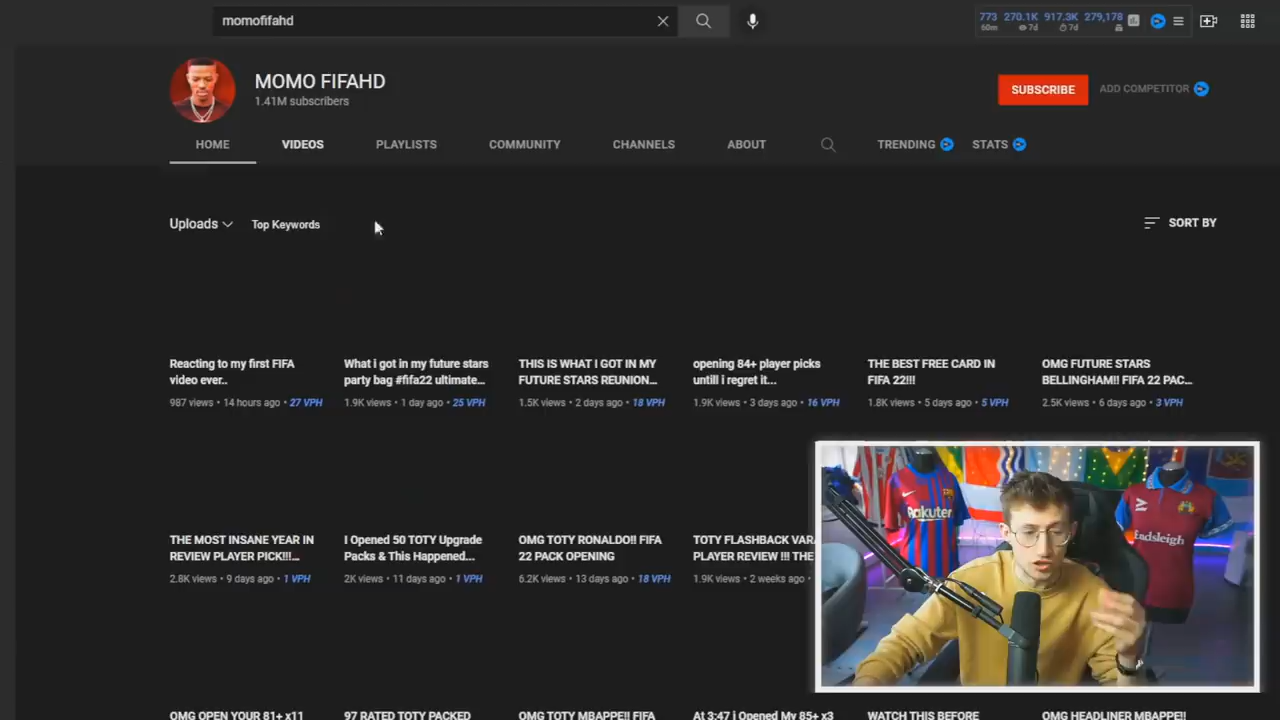 momofifahd
773 270.1K 917.3K 279,178
60m 7d 7d
MOMO FIFAHD
1.41M subscribers
SUBSCRIBE
ADD COMPETITOR
HOME VIDEOS PLAYLISTS COMMUNITY CHANNELS ABOUT TRENDING STATS
Uploads Top Keywords
SORT BY
Reacting to my first FIFA
video ever..
987 views • 14 hours ago • 27 VPH
What i got in my future stars
party bag #fifa22 ultimate...
1.9K views • 1 day ago • 25 VPH
THIS IS WHAT I GOT IN MY
FUTURE STARS REUNION...
1.5K views • 2 days ago • 18 VPH
opening 84+ player picks
untill i regret it...
1.9K views • 3 days ago • 16 VPH
THE BEST FREE CARD IN
FIFA 22!!!
1.8K views • 5 days ago • 5 VPH
OMG FUTURE STARS
BELLINGHAM!! FIFA 22 PAC...
2.5K views • 6 days ago • 3 VPH
THE MOST INSANE YEAR IN
REVIEW PLAYER PICK!!!...
2.8K views • 9 days ago • 1 VPH
I Opened 50 TOTY Upgrade
Packs & This Happened...
2K views • 11 days ago • 1 VPH
OMG TOTY RONALDO!! FIFA
22 PACK OPENING
6.2K views • 13 days ago • 18 VPH
TOTY FLASHBACK VAR
PLAYER REVIEW !!! THE
1.9K views • 2 weeks ago •
Rakuten
Endsleigh
OMG OPEN YOUR 81+ x11
97 RATED TOTY PACKED
OMG TOTY MBAPPE!! FIFA
At 3:47 i Opened My 85+ x3
WATCH THIS BEFORE
OMG HEADLINER MBAPPE!!